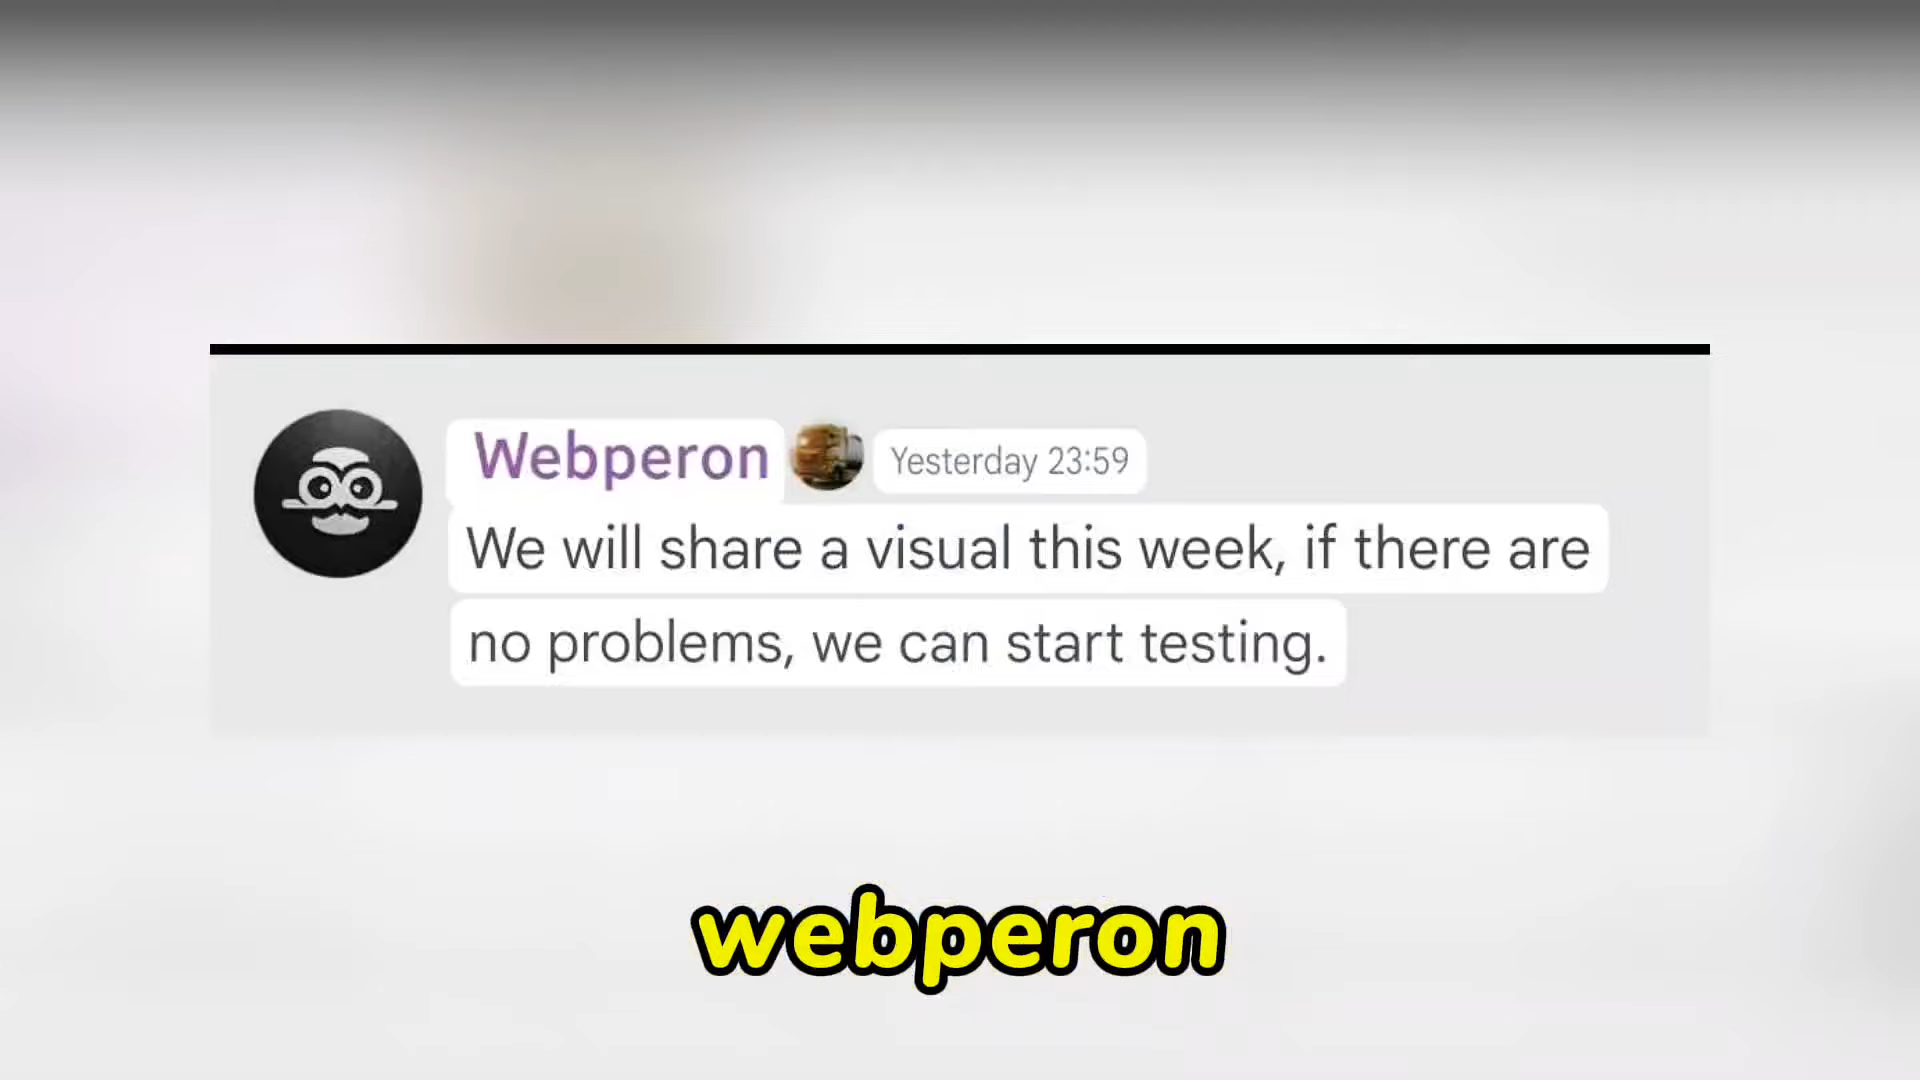 Webperon Yesterday 23:59
We will share a visual this week, if there are
no problems, we can start testing.
webperon